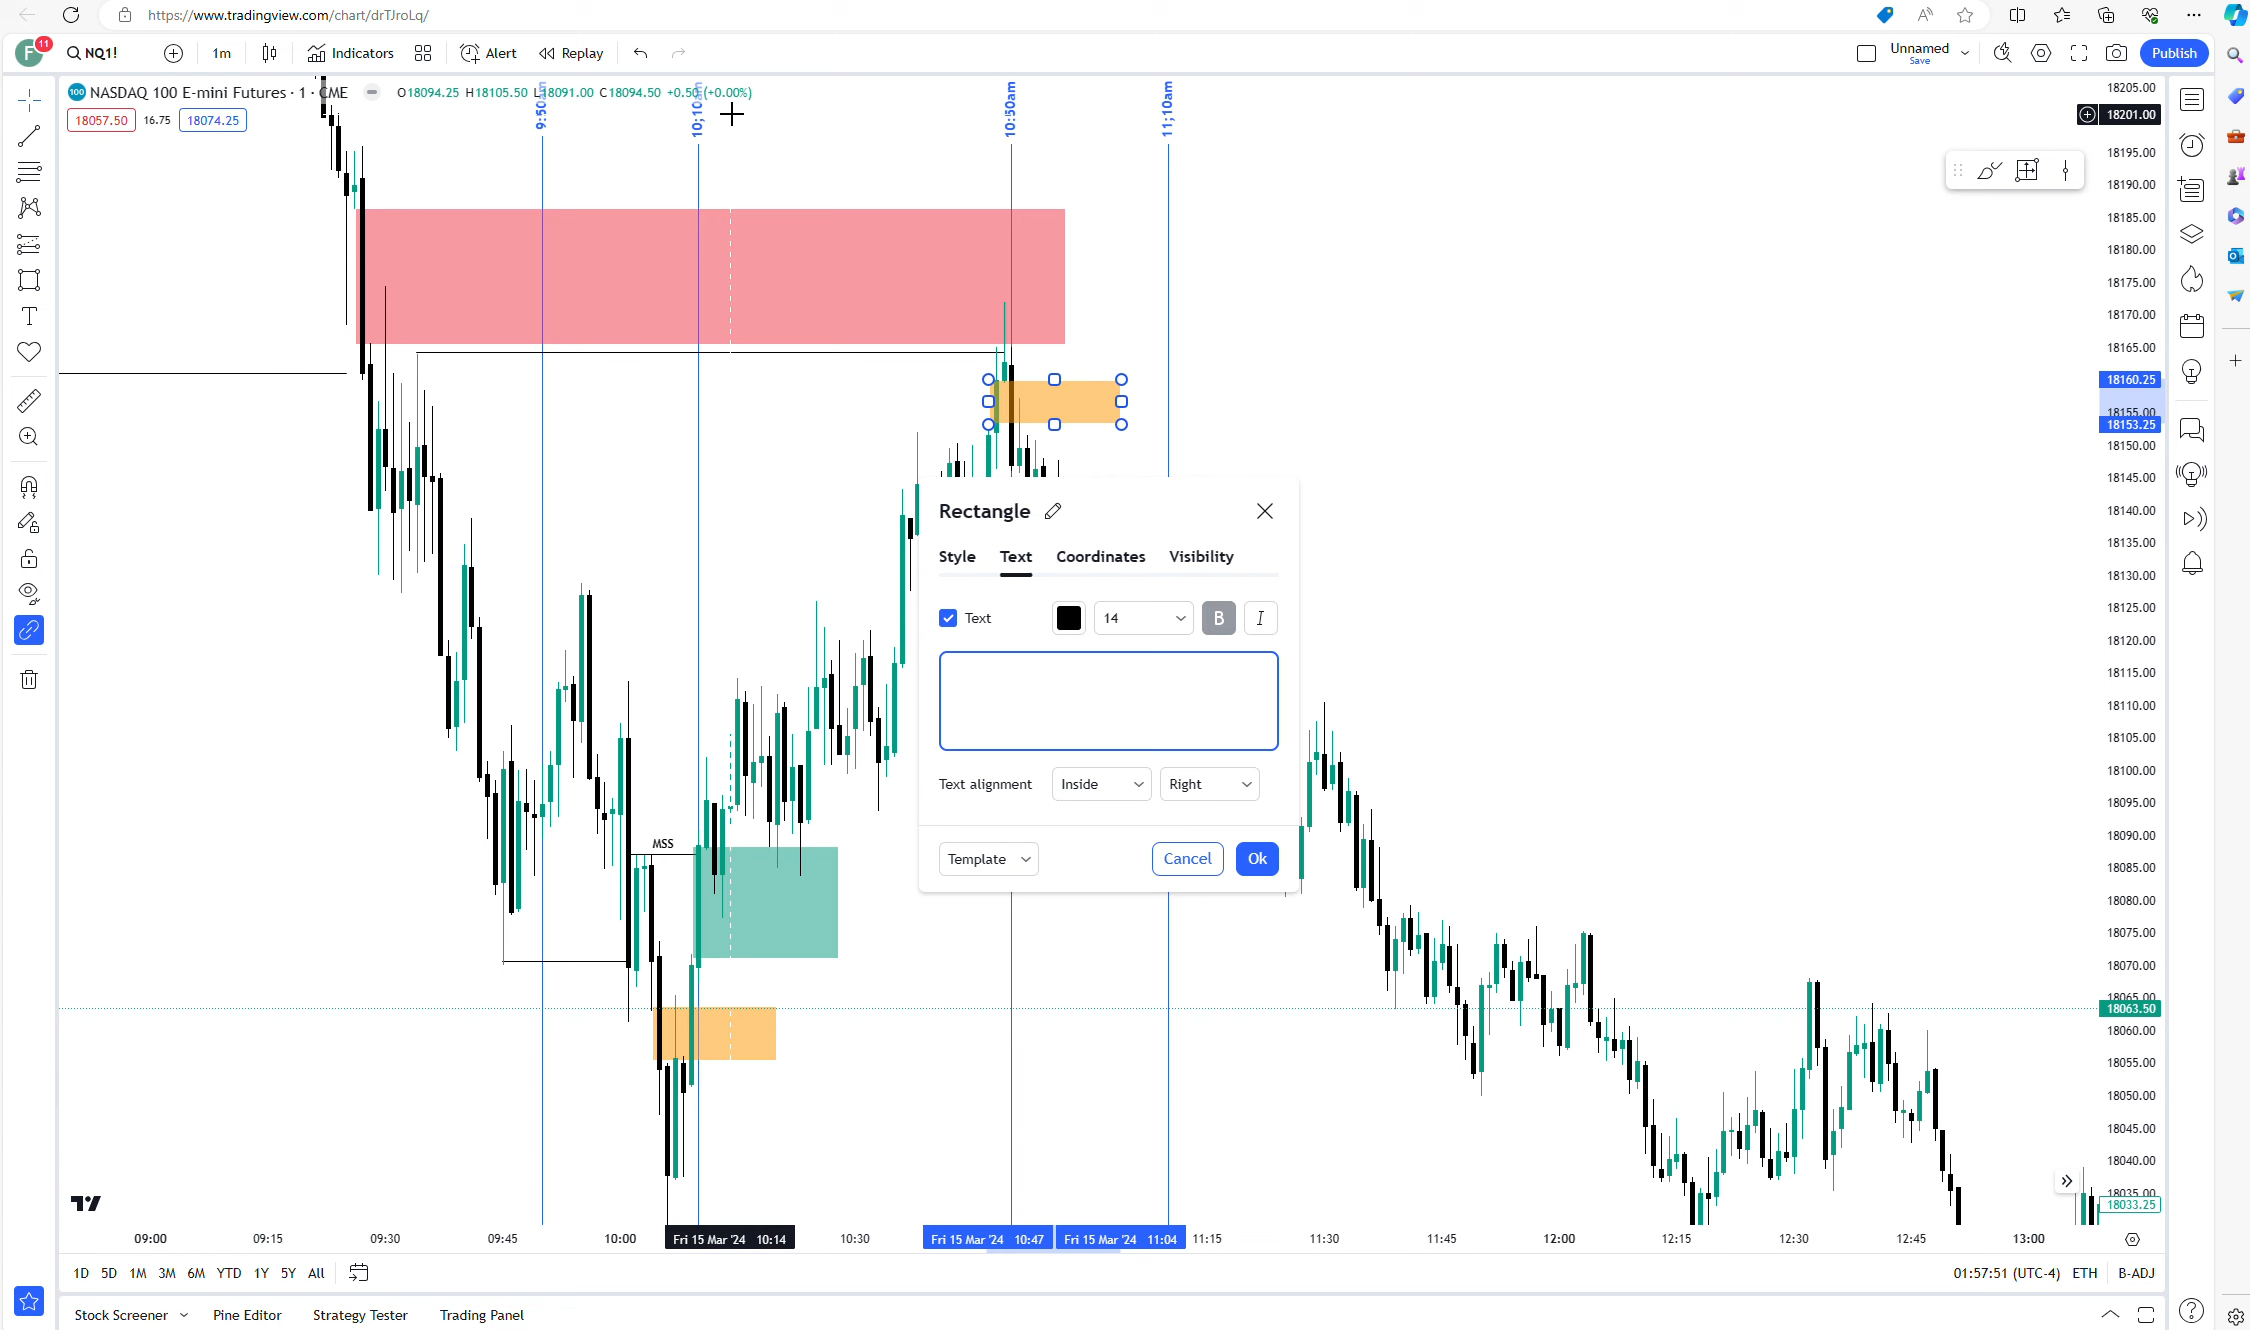 https://www.tradingview.com/chart/drTJroLq/
F 11 NQ1! 1m Indicators Alert Replay Unnamed Save Publish
100 NASDAQ 100 E-mini Futures · 1 · CME O18094.25 H18105.50 L18091.00 C18094.50 +0.50 (+0.00%)
18057.50 16.75 18074.25
9:50am
10;10am
10:50am
11;10am
18205.00
18201.00
18195.00
18190.00
18185.00
18180.00
18175.00
18170.00
18165.00
18160.25
18155.00
18153.25
18150.00
18145.00
18140.00
18135.00
18130.00
18125.00
18120.00
18115.00
18110.00
18105.00
18100.00
18095.00
18090.00
18085.00
18080.00
18075.00
18070.00
18065.00
18063.50
18060.00
18055.00
18050.00
18045.00
18040.00
18035.00
18033.25
MSS
Rectangle
Style Text Coordinates Visibility
Text 14 B I
Text alignment Inside Right
Template Cancel Ok
09:00 09:15 09:30 09:45 10:00 Fri 15 Mar '24 10:14 10:30 Fri 15 Mar '24 10:47 Fri 15 Mar '24 11:04 11:15 11:30 11:45 12:00 12:15 12:30 12:45 13:00
1D 5D 1M 3M 6M YTD 1Y 5Y All 01:57:51 (UTC-4) ETH B-ADJ
Stock Screener Pine Editor Strategy Tester Trading Panel